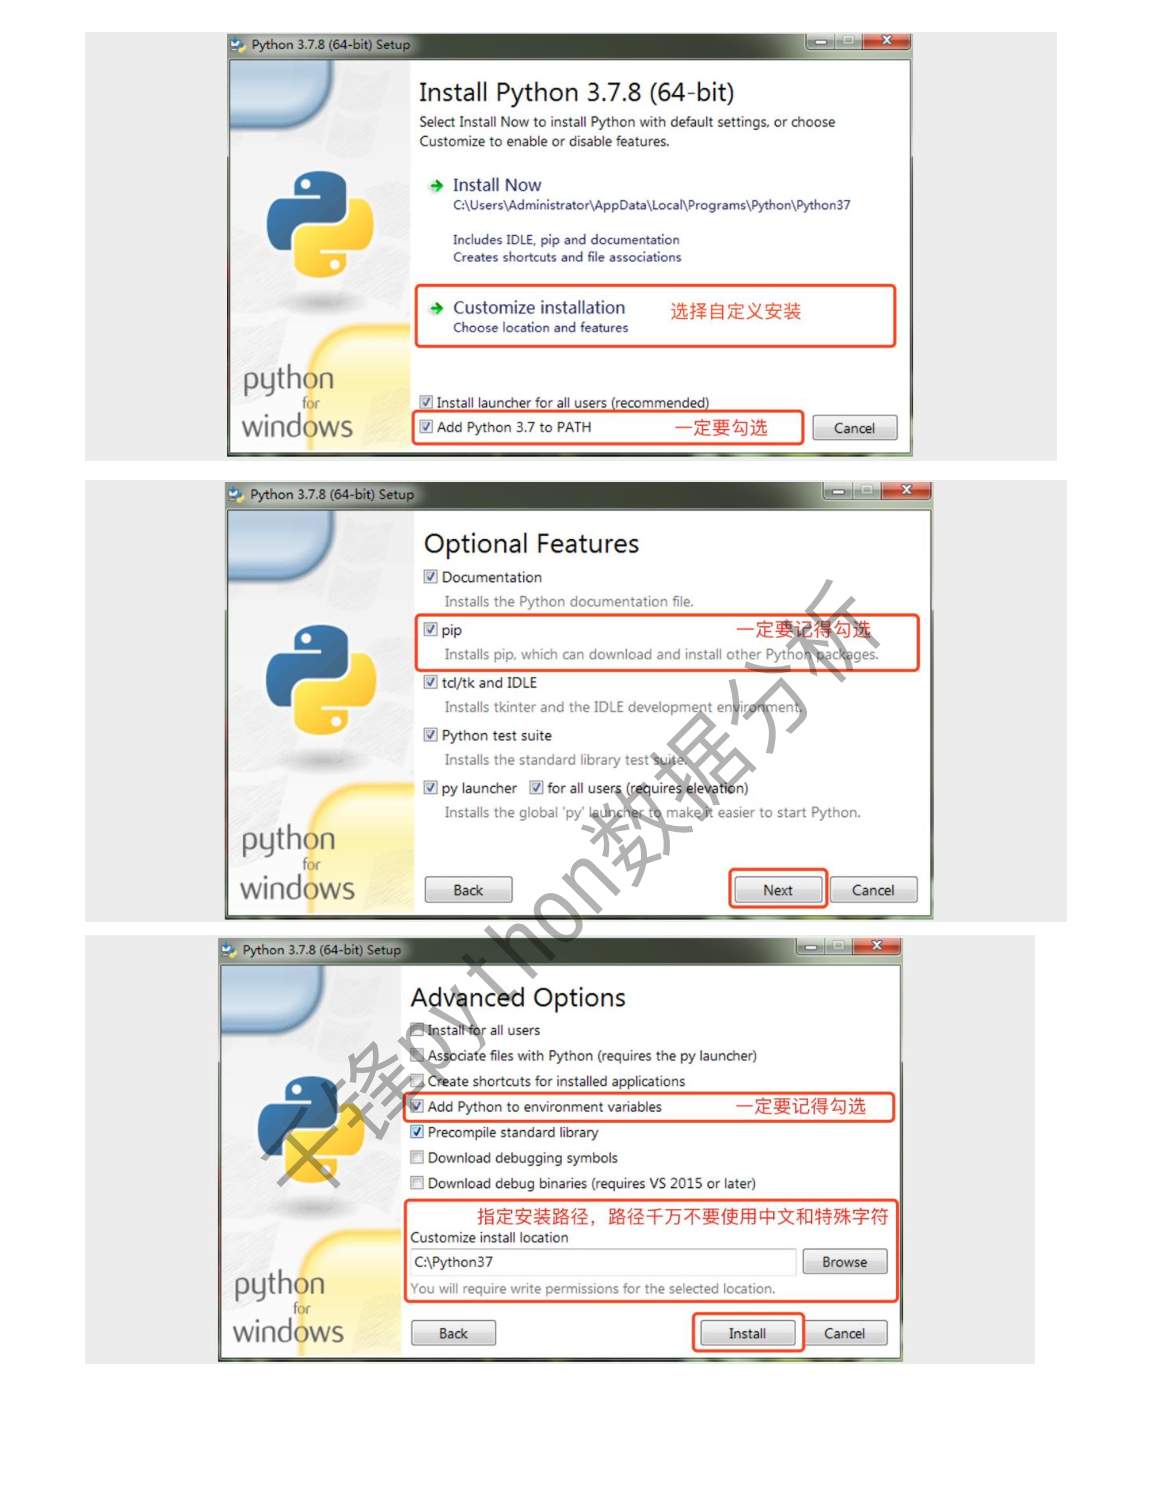 Python 3.7.8 (64-bit) Setup
Install Python 3.7.8 (64-bit)
Select Install Now to install Python with default settings, or choose
Customize to enable or disable features.
Install Now
C:\Users\Administrator\AppData\Local\Programs\Python\Python37
Includes IDLE, pip and documentation
Creates shortcuts and file associations
Customize installation 选择自定义安装
Choose location and features
python
for
windows
Install launcher for all users (recommended)
Add Python 3.7 to PATH 一定要勾选 Cancel
Python 3.7.8 (64-bit) Setup
Optional Features
Documentation
Installs the Python documentation file.
pip 一定要记得勾选
Installs pip, which can download and install other Python packages.
tcl/tk and IDLE
Installs tkinter and the IDLE development environment.
Python test suite
Installs the standard library test suite.
py launcher for all users (requires elevation)
Installs the global 'py' launcher to make it easier to start Python.
python
for
windows
Back Next Cancel
千锋python数据分析
Python 3.7.8 (64-bit) Setup
Advanced Options
Install for all users
Associate files with Python (requires the py launcher)
Create shortcuts for installed applications
Add Python to environment variables 一定要记得勾选
Precompile standard library
Download debugging symbols
Download debug binaries (requires VS 2015 or later)
指定安装路径，路径千万不要使用中文和特殊字符
Customize install location
C:\Python37 Browse
You will require write permissions for the selected location.
python
for
windows
Back Install Cancel